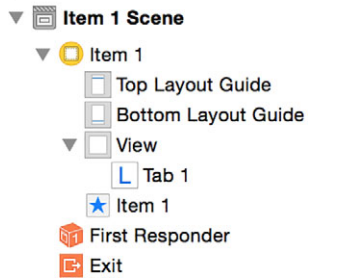 Item 1 Scene
Item 1
Top Layout Guide
Bottom Layout Guide
View
L Tab 1
Item 1
First Responder
Exit